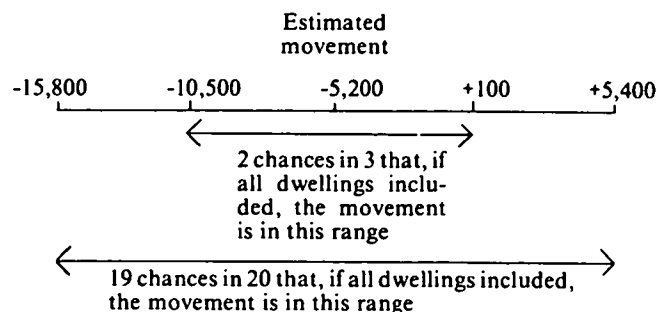 Estimated
movement
-15,800 -10,500 -5,200 +100 +5,400
2 chances in 3 that, if
all dwellings inclu-
ded, the movement
is in this range
19 chances in 20 that, if all dwellings included,
the movement is in this range